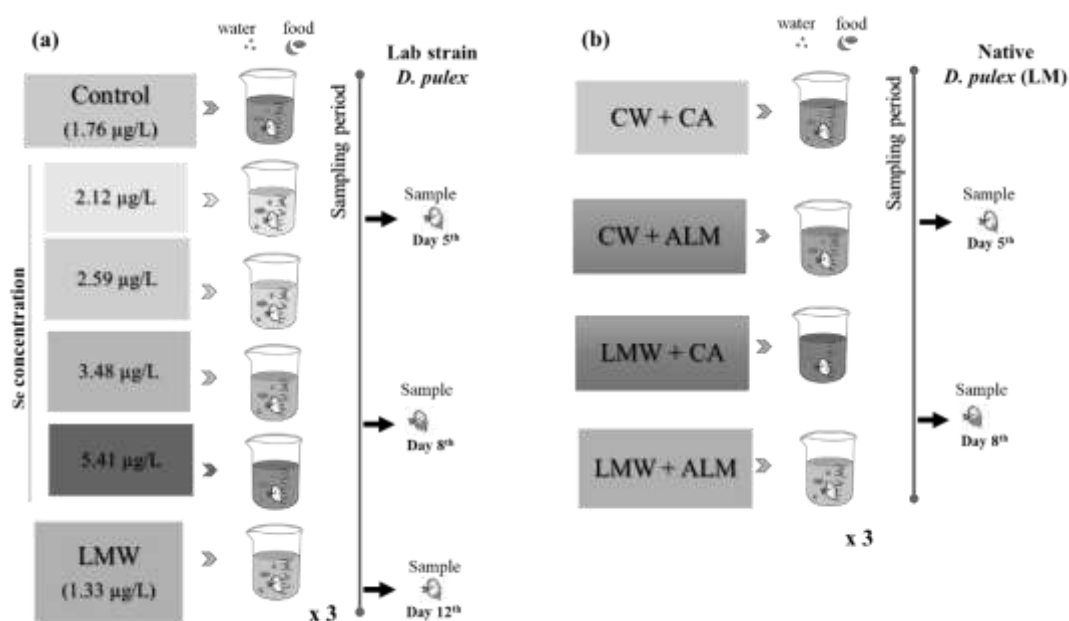 (a)
water food
Lab strain
D. pulex
Control
(1.76 µg/L)
Sampling period
Se concentration
2.12 µg/L
Sample
Day 5th
2.59 µg/L
3.48 µg/L
Sample
Day 8th
5.41 µg/L
LMW
(1.33 µg/L)
Sample
Day 12th
x 3
(b)
water food
Native
D. pulex (LM)
Sampling period
CW + CA
Sample
Day 5th
CW + ALM
LMW + CA
Sample
Day 8th
LMW + ALM
x 3